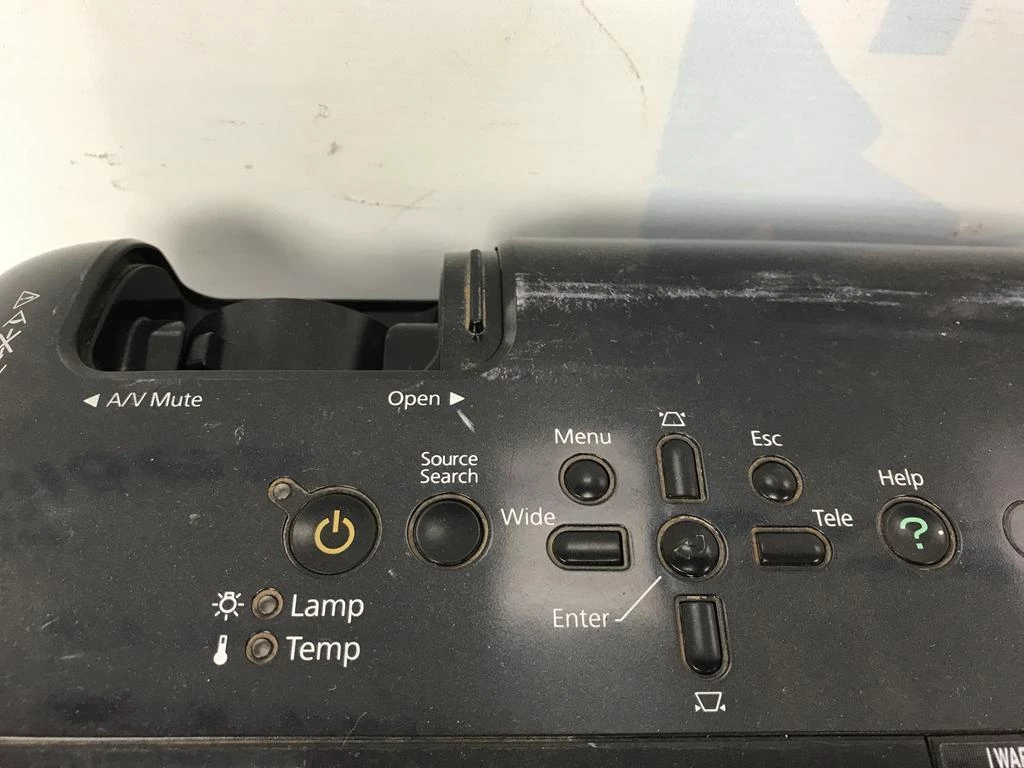 ◄ A/V Mute
Open ►
Source
Search
Menu
Esc
Wide
Tele
Help
?
Enter
Lamp
Temp